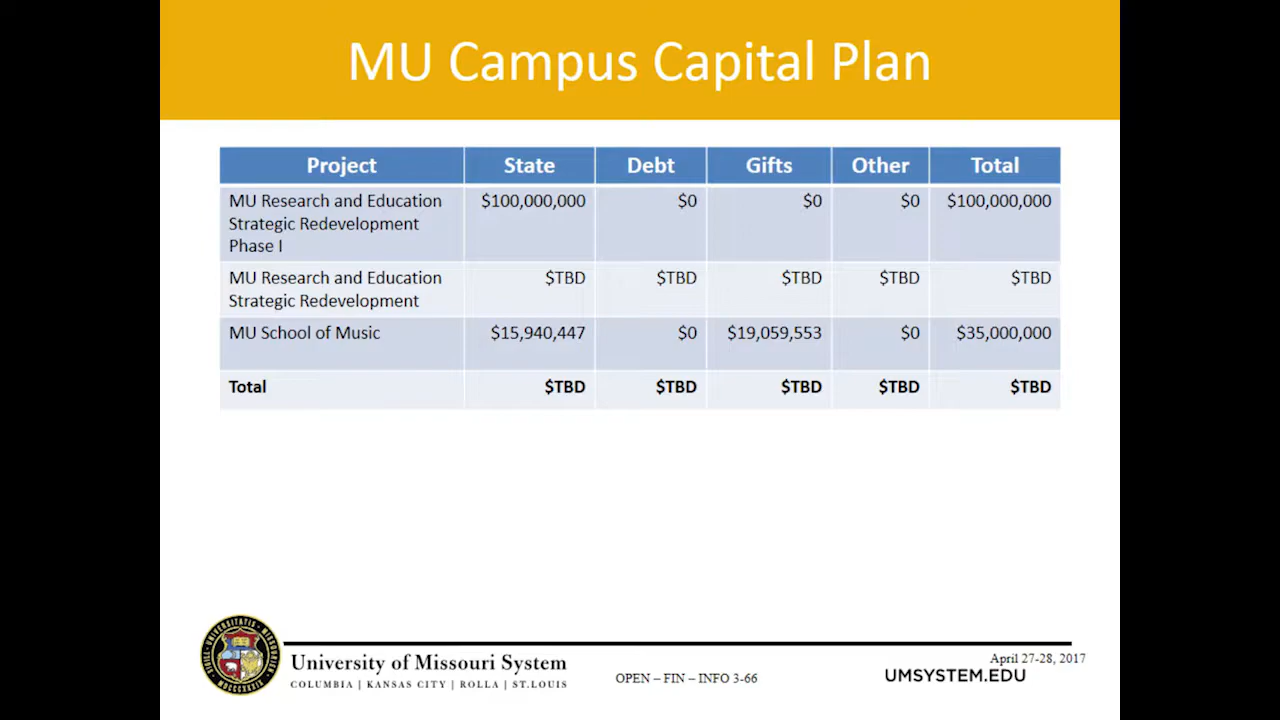 MU Campus Capital Plan
Project State Debt Gifts Other Total
MU Research and Education $100,000,000 $0 $0 $0 $100,000,000
Strategic Redevelopment
Phase I
MU Research and Education $TBD $TBD $TBD $TBD $TBD
Strategic Redevelopment
MU School of Music $15,940,447 $0 $19,059,553 $0 $35,000,000
Total $TBD $TBD $TBD $TBD $TBD
University of Missouri System
COLUMBIA | KANSAS CITY | ROLLA | ST.LOUIS
OPEN – FIN – INFO 3-66
April 27-28, 2017
UMSYSTEM.EDU